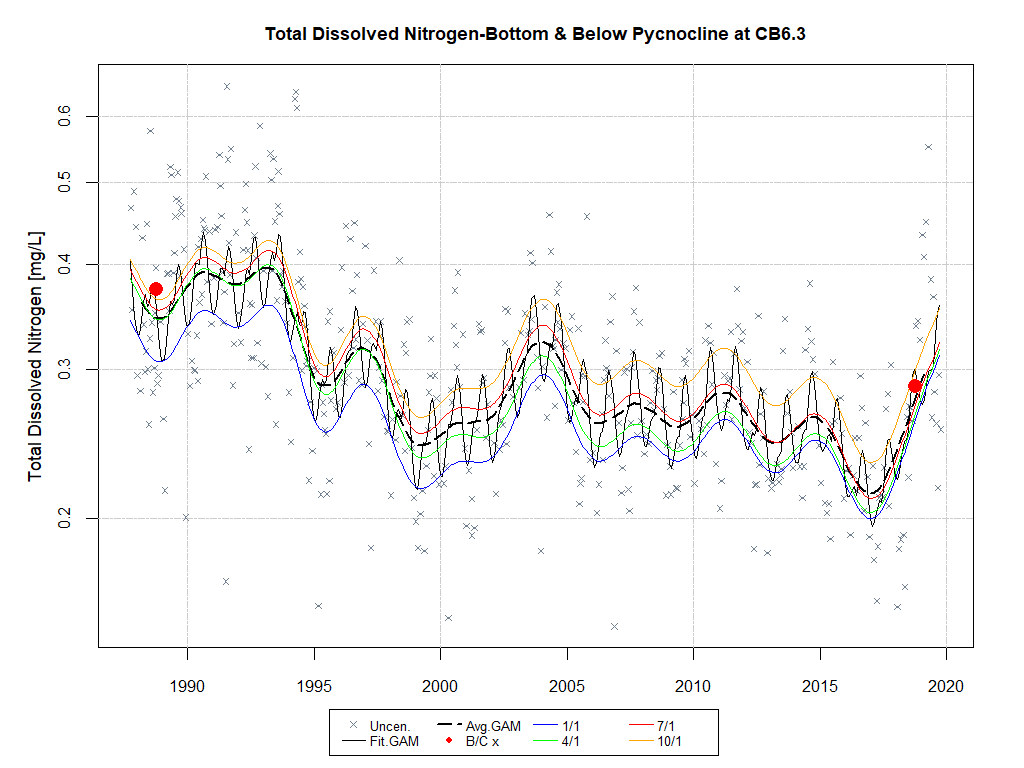 Total Dissolved Nitrogen-Bottom & Below Pycnocline at CB6.3
Total Dissolved Nitrogen [mg/L]
0.6
0.5
0.4
0.3
0.2
1990 1995 2000 2005 2010 2015 2020
Uncen. Avg.GAM 1/1 7/1
Fit.GAM B/C x 4/1 10/1